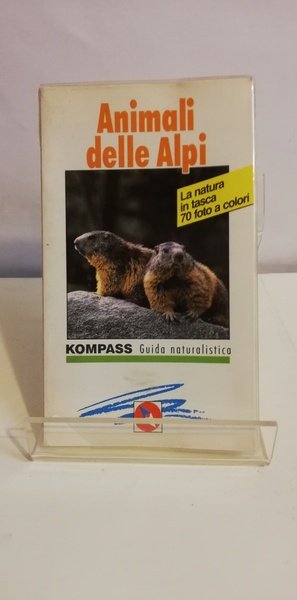 Animali
delle Alpi
La natura
in tasca
70 foto a colori
KOMPASS Guida naturalistica